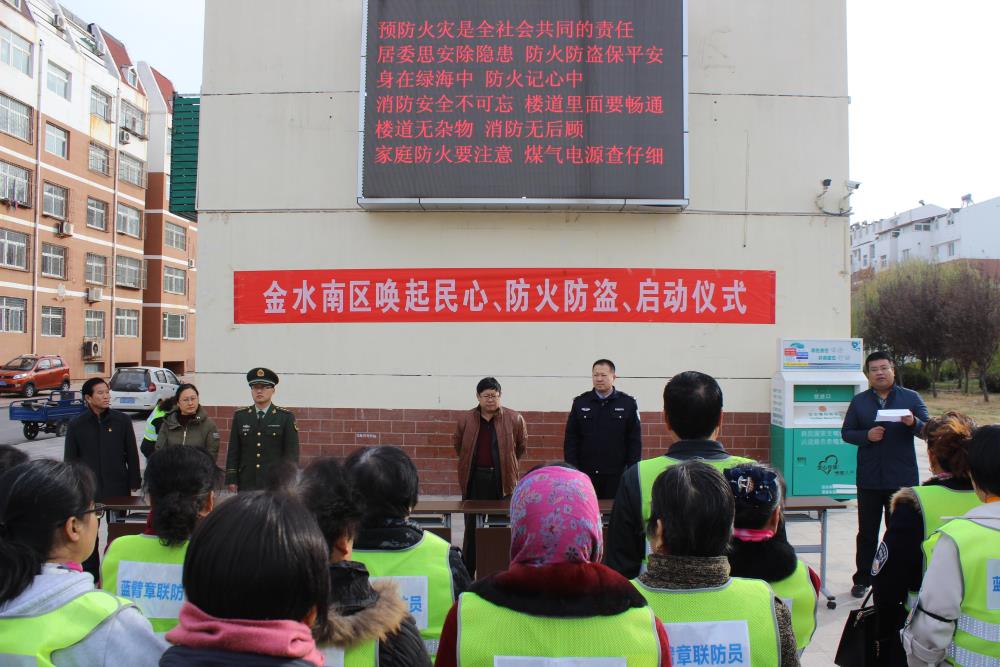 预防火灾是全社会共同的责任
居委思安除隐患 防火防盗保平安
身在绿海中 防火记心中
消防安全不可忘 楼道里面要畅通
楼道无杂物 消防无后顾
家庭防火要注意 煤气电源查仔细
金水南区唤起民心、防火防盗、启动仪式
蓝臂章联防员
联防员